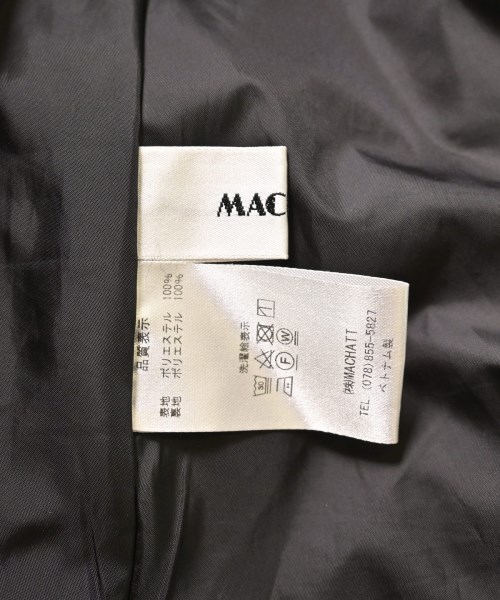 MAC
品質表示
表地 ポリエステル 100%
裏地 ポリエステル 100%
洗濯絵表示
30
F W
㈱MACHATT
TEL (078)855-5827
ベトナム製